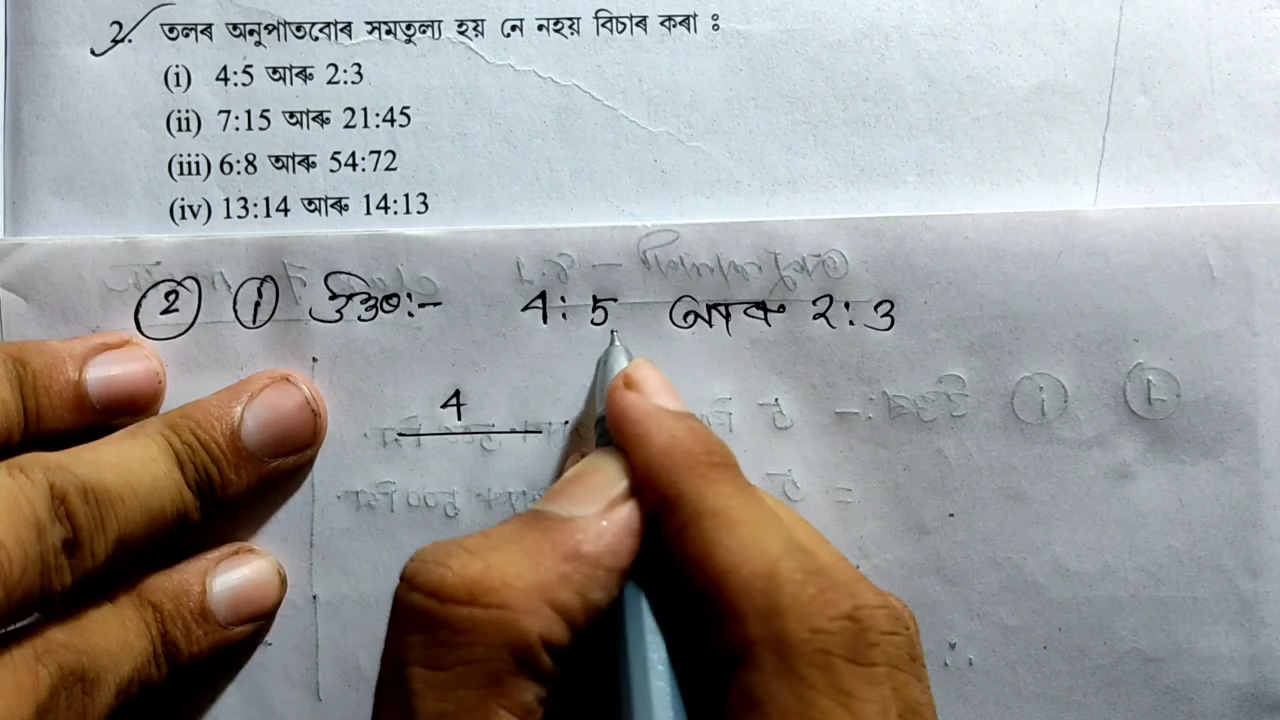 2. তলৰ অনুপাতবোৰ সমতুল্য হয় নে নহয় বিচাৰ কৰা :
(i) 4:5 আৰু 2:3
(ii) 7:15 আৰু 21:45
(iii) 6:8 আৰু 54:72
(iv) 13:14 আৰু 14:13
2 i উত্তৰ:- 4:5 আৰু 2:3
4